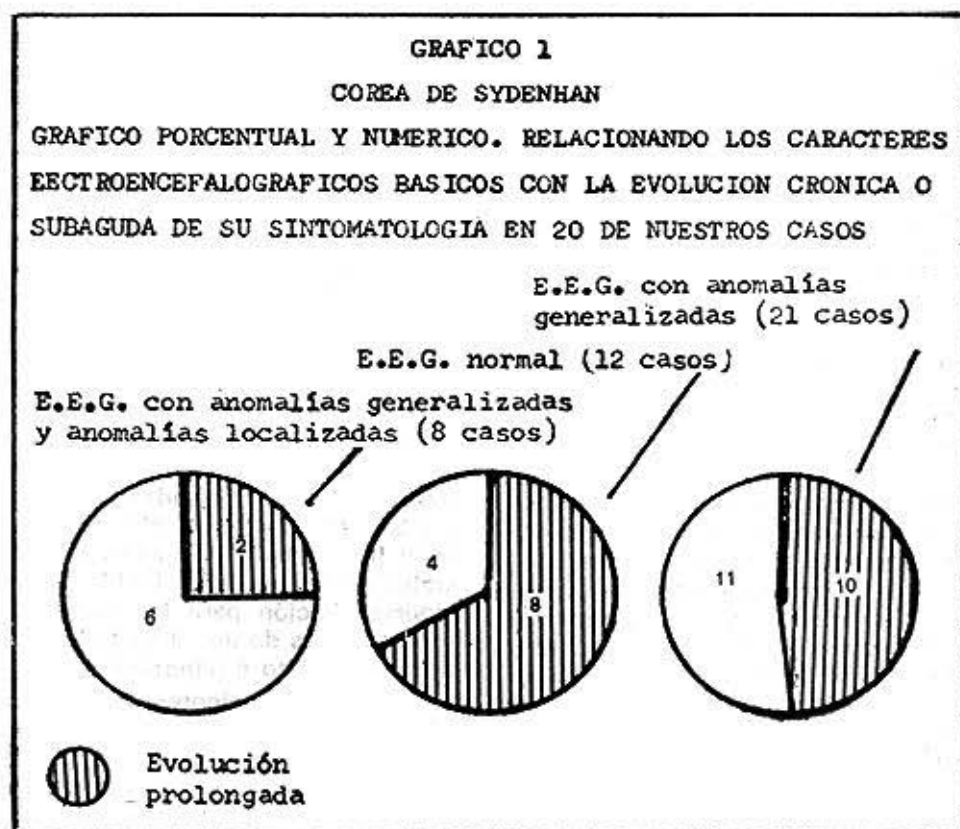 GRAFICO 1
COREA DE SYDENHAN
GRAFICO PORCENTUAL Y NUMERICO. RELACIONANDO LOS CARACTERES
EECTROENCEFALOGRAFICOS BASICOS CON LA EVOLUCION CRONICA O
SUBAGUDA DE SU SINTOMATOLOGIA EN 20 DE NUESTROS CASOS
E.E.G. con anomalías
generalizadas (21 casos)
E.E.G. normal (12 casos)
E.E.G. con anomalías generalizadas
y anomalías localizadas (8 casos)
2
6
4
8
11
10
Evolución
prolongada